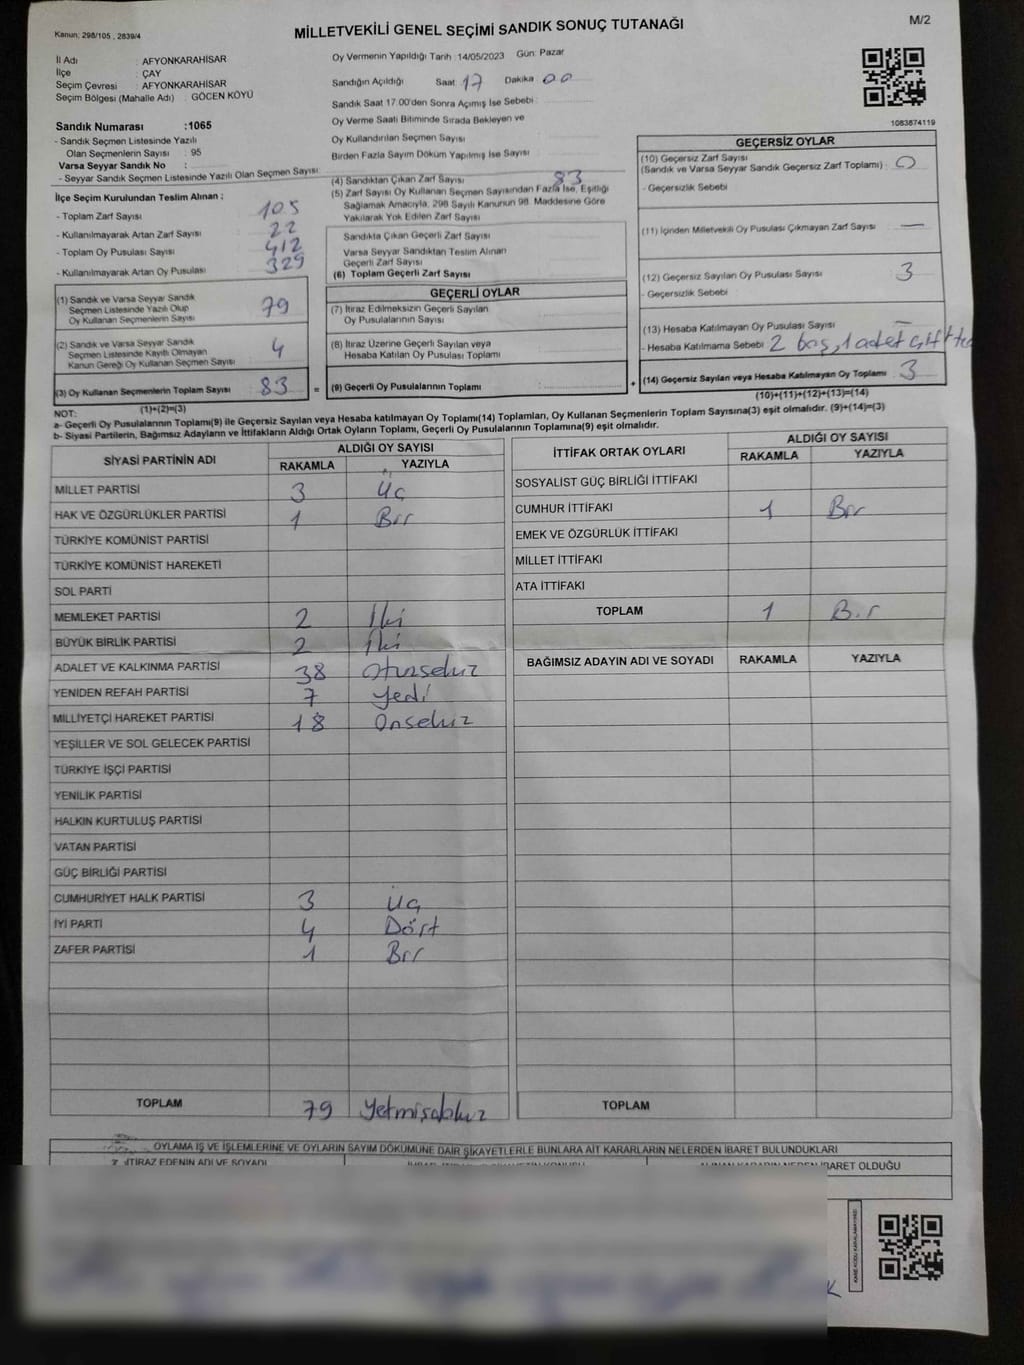 Kanun: 298/105, 2839/4
MİLLETVEKİLİ GENEL SEÇİMİ SANDIK SONUÇ TUTANAĞI
M/2
İl Adı : AFYONKARAHİSAR
İlçe : ÇAY
Seçim Çevresi : AFYONKARAHİSAR
Seçim Bölgesi (Mahalle Adı) : GÖCEN KÖYÜ
Sandık Numarası :1065
- Sandık Seçmen Listesinde Yazılı
Olan Seçmenlerin Sayısı : 95
Varsa Seyyar Sandık No :
- Seyyar Sandık Seçmen Listesinde Yazılı Olan Seçmen Sayısı
İlçe Seçim Kurulundan Teslim Alınan :
- Toplam Zarf Sayısı 105
- Kullanılmayarak Artan Zarf Sayısı 22
- Toplam Oy Pusulası Sayısı 412
- Kullanılmayarak Artan Oy Pusulası 329
(1) Sandık ve Varsa Seyyar Sandık
Seçmen Listesinde Yazılı Olup
Oy Kullanan Seçmenlerin Sayısı 79
(2) Sandık ve Varsa Seyyar Sandık
Seçmen Listesinde Kayıtlı Olmayan
Kanun Gereği Oy Kullanan Seçmen Sayısı 4
(3) Oy Kullanan Seçmenlerin Toplam Sayısı 83 =
(1)+(2)=(3)
Oy Vermenin Yapıldığı Tarih :14/05/2023 Gün: Pazar
Sandığın Açıldığı Saat 17 Dakika 00
Sandık Saat 17.00'den Sonra Açımış İse Sebebi :
Oy Verme Saati Bitiminde Sırada Bekleyen ve
Oy Kullandırılan Seçmen Sayısı
Birden Fazla Sayım Döküm Yapılmış İse Sayısı
(4) Sandıktan Çıkan Zarf Sayısı 83
(5) Zarf Sayısı Oy Kullanan Seçmen Sayısından Fazla İse, Eşitliği
Sağlamak Amacıyla, 298 Sayılı Kanunun 98. Maddesine Göre
Yakılarak Yok Edilen Zarf Sayısı
Sandıkta Çıkan Geçerli Zarf Sayısı
Varsa Seyyar Sandıktan Teslim Alınan
Geçerli Zarf Sayısı
(6) Toplam Geçerli Zarf Sayısı
GEÇERLİ OYLAR
(7) İtiraz Edilmeksizin Geçerli Sayılan
Oy Pusulalarının Sayısı
(8) İtiraz Üzerine Geçerli Sayılan veya
Hesaba Katılan Oy Pusulası Toplamı
(9) Geçerli Oy Pusulalarının Toplamı +
1083874119
GEÇERSİZ OYLAR
(10) Geçersiz Zarf Sayısı
(Sandık ve Varsa Seyyar Sandık Geçersiz Zarf Toplamı) : 0
- Geçersizlik Sebebi
(11) İçinden Milletvekili Oy Pusulası Çıkmayan Zarf Sayısı —
(12) Geçersiz Sayılan Oy Pusulası Sayısı 3
- Geçersizlik Sebebi
(13) Hesaba Katılmayan Oy Pusulası Sayısı —
- Hesaba Katılmama Sebebi 2 boş, 1 adet
(14) Geçersiz Sayılan veya Hesaba Katılmayan Oy Toplamı 3
(10)+(11)+(12)+(13)=(14)
NOT:
a- Geçerli Oy Pusulalarının Toplamı(9) ile Geçersiz Sayılan veya Hesaba katılmayan Oy Toplamı(14) Toplamları, Oy Kullanan Seçmenlerin Toplam Sayısına(3) eşit olmalıdır. (9)+(14)=(3)
b- Siyasi Partilerin, Bağımsız Adayların ve İttifakların Aldığı Ortak Oyların Toplamı, Geçerli Oy Pusulalarının Toplamına(9) eşit olmalıdır.
SİYASİ PARTİNİN ADI
ALDIĞI OY SAYISI
RAKAMLA YAZIYLA
MİLLET PARTİSİ 3 Üç
HAK VE ÖZGÜRLÜKLER PARTİSİ 1 Bir
TÜRKİYE KOMÜNİST PARTİSİ
TÜRKİYE KOMÜNİST HAREKETİ
SOL PARTİ
MEMLEKET PARTİSİ 2 İki
BÜYÜK BİRLİK PARTİSİ 2 İki
ADALET VE KALKINMA PARTİSİ 38 Otuzsekiz
YENİDEN REFAH PARTİSİ 7 Yedi
MİLLİYETÇİ HAREKET PARTİSİ 18 Onsekiz
YEŞİLLER VE SOL GELECEK PARTİSİ
TÜRKİYE İŞÇİ PARTİSİ
YENİLİK PARTİSİ
HALKIN KURTULUŞ PARTİSİ
VATAN PARTİSİ
GÜÇ BİRLİĞİ PARTİSİ
CUMHURİYET HALK PARTİSİ 3 Üç
İYİ PARTİ 4 Dört
ZAFER PARTİSİ 1 Bir
TOPLAM 79
İTTİFAK ORTAK OYLARI
ALDIĞI OY SAYISI
RAKAMLA YAZIYLA
SOSYALİST GÜÇ BİRLİĞİ İTTİFAKI
CUMHUR İTTİFAKI 1 Bir
EMEK VE ÖZGÜRLÜK İTTİFAKI
MİLLET İTTİFAKI
ATA İTTİFAKI
TOPLAM 1 Bir
BAĞIMSIZ ADAYIN ADI VE SOYADI RAKAMLA YAZIYLA
TOPLAM
OYLAMA İŞ VE İŞLEMLERİNE VE OYLARIN SAYIM DÖKÜMÜNE DAİR ŞİKAYETLERLE BUNLARA AİT KARARLARIN NELERDEN İBARET BULUNDUKLARI
İTİRAZ EDENİN ADI VE SOYADI
ALINAN KARARIN NEDEN İBARET OLDUĞU